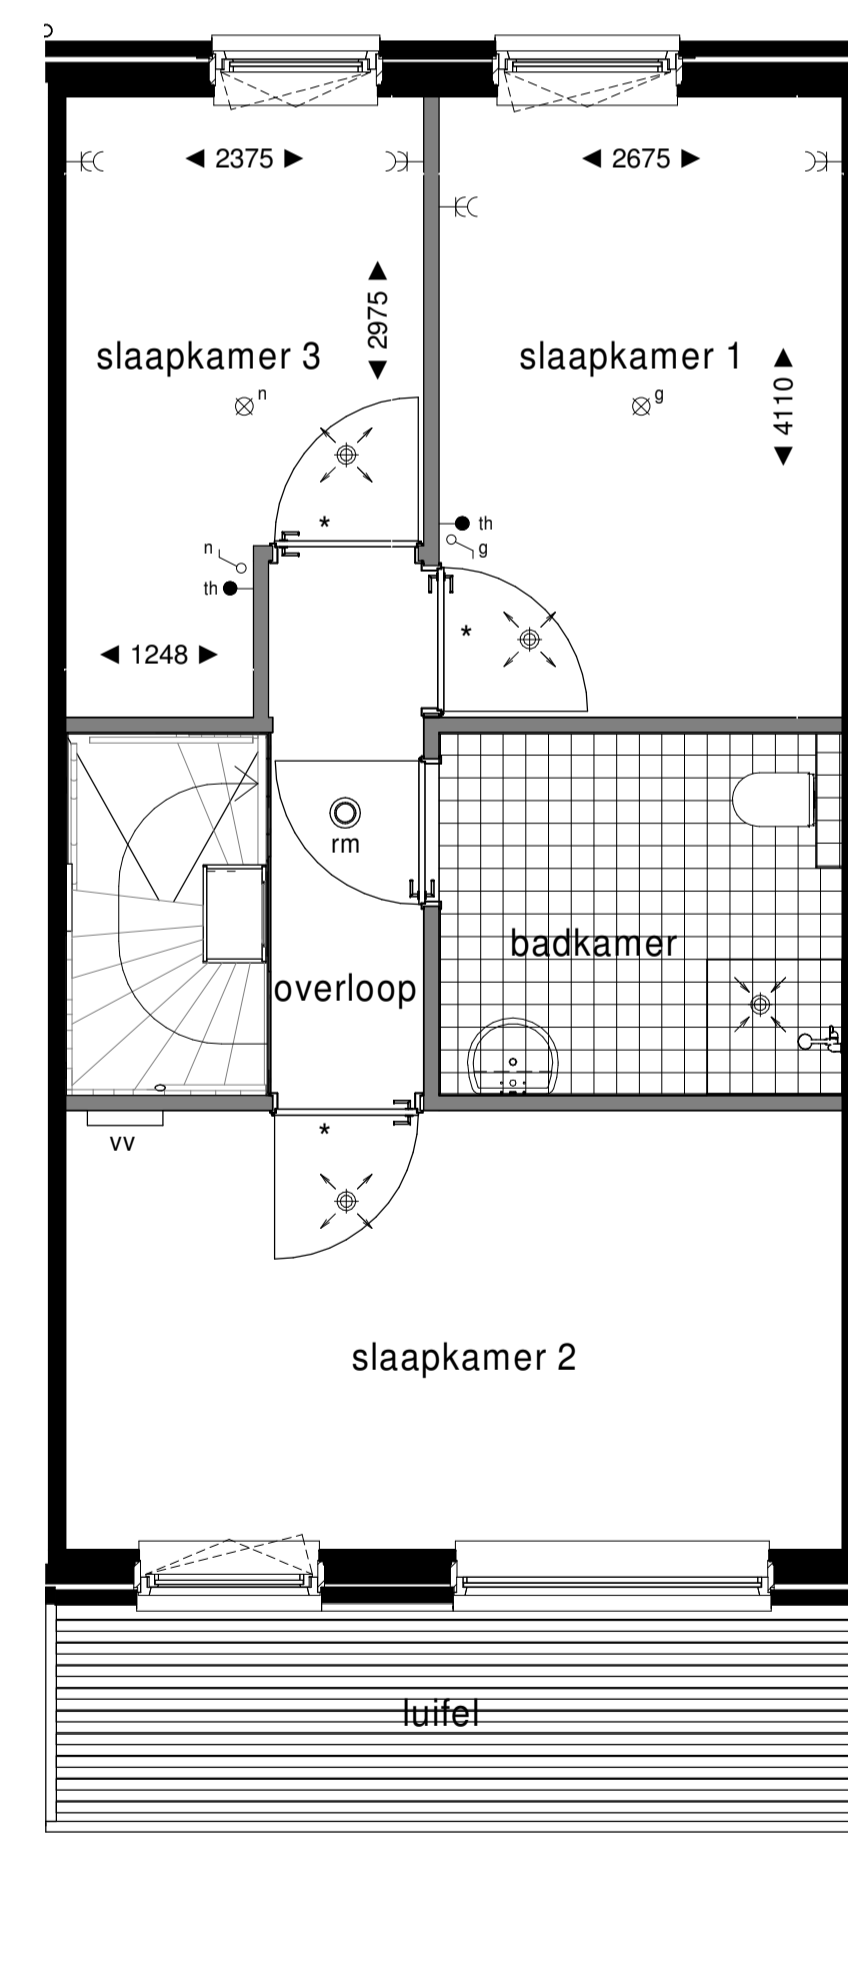 2375
2675
2975
slaapkamer 3
slaapkamer 1
4110
n
g
*
th
g
n
th
*
1248
rm
badkamer
overloop
*
vv
slaapkamer 2
luifel